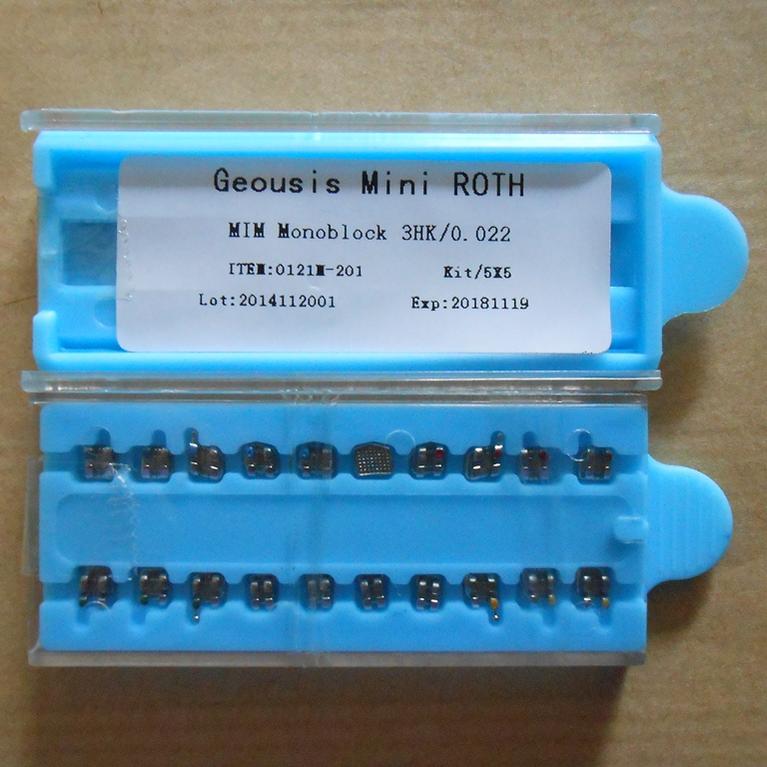 Geousis Mini ROTH
MIM Monoblock 3HK/0.022
ITEM:0121M-201 Kit/5X5
Lot:2014112001 Exp:20181119